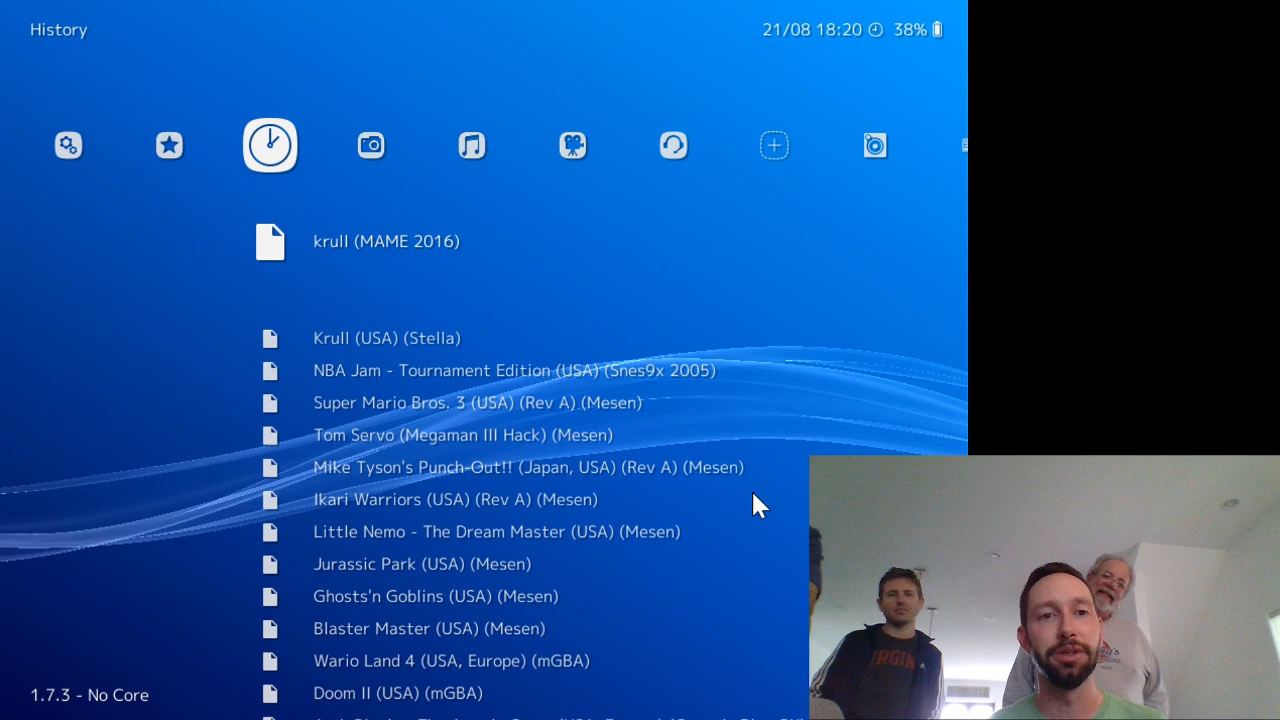 History
21/08 18:20 38%
krull (MAME 2016)
Krull (USA) (Stella)
NBA Jam - Tournament Edition (USA) (Snes9x 2005)
Super Mario Bros. 3 (USA) (Rev A) (Mesen)
Tom Servo (Megaman III Hack) (Mesen)
Mike Tyson's Punch-Out!! (Japan, USA) (Rev A) (Mesen)
Ikari Warriors (USA) (Rev A) (Mesen)
Little Nemo - The Dream Master (USA) (Mesen)
Jurassic Park (USA) (Mesen)
Ghosts'n Goblins (USA) (Mesen)
Blaster Master (USA) (Mesen)
Wario Land 4 (USA, Europe) (mGBA)
Doom II (USA) (mGBA)
1.7.3 - No Core